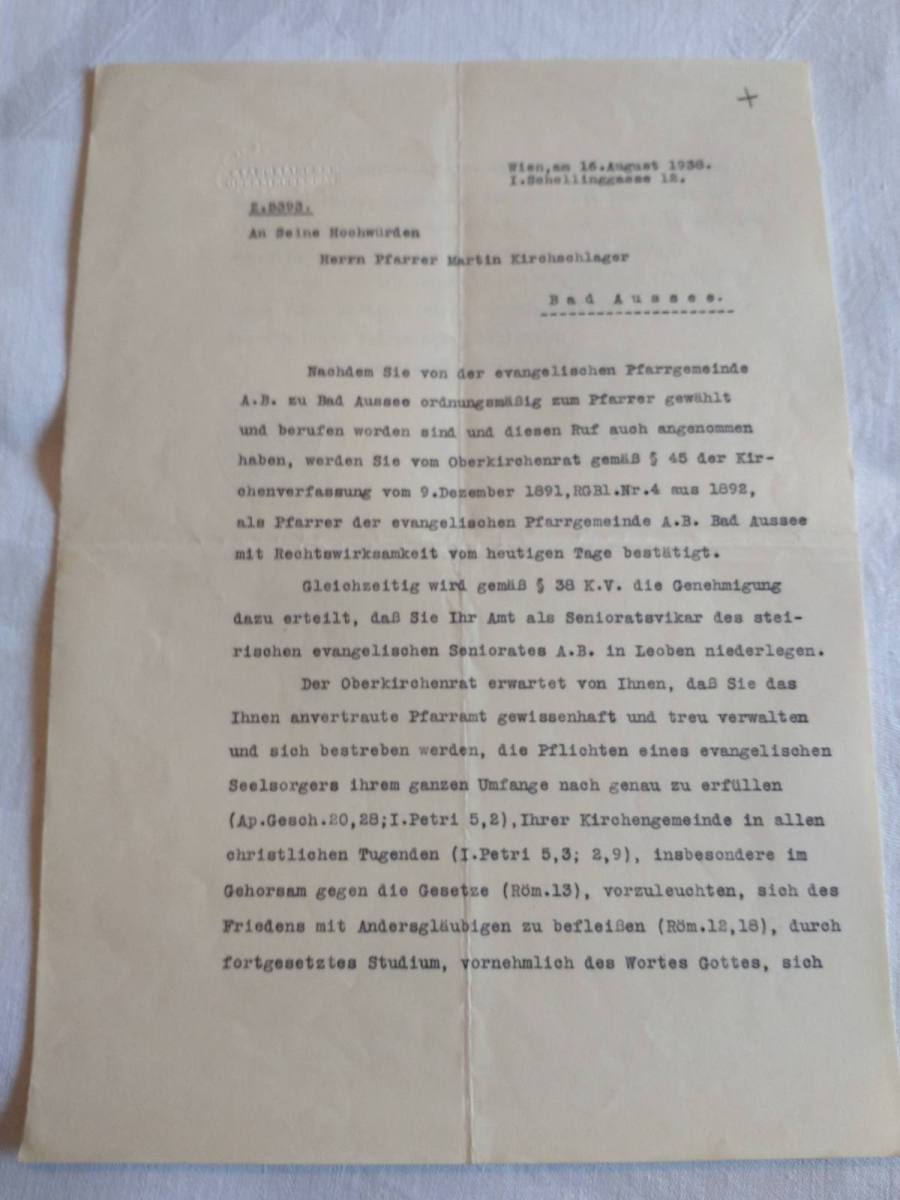 +
Wien,am 16.August 1938.
I.Schellinggasse 12.
Z.5393.
An Seine Hochwürden
Herrn Pfarrer Martin Kirchschlager
Bad Aussee.
Nachdem Sie von der evangelischen Pfarrgemeinde
A.B. zu Bad Aussee ordnungsmäßig zum Pfarrer gewählt
und berufen worden sind und diesen Ruf auch angenommen
haben, werden Sie vom Oberkirchenrat gemäß § 45 der Kir-
chenverfassung vom 9.Dezember 1891,RGBl.Nr.4 aus 1892,
als Pfarrer der evangelischen Pfarrgemeinde A.B. Bad Aussee
mit Rechtswirksamkeit vom heutigen Tage bestätigt.
Gleichzeitig wird gemäß § 38 K.V. die Genehmigung
dazu erteilt, daß Sie Ihr Amt als Senioratsvikar des stei-
rischen evangelischen Seniorates A.B. in Leoben niederlegen.
Der Oberkirchenrat erwartet von Ihnen, daß Sie das
Ihnen anvertraute Pfarramt gewissenhaft und treu verwalten
und sich bestreben werden, die Pflichten eines evangelischen
Seelsorgers ihrem ganzen Umfange nach genau zu erfüllen
(Ap.Gesch.20,28;I.Petri 5,2),Ihrer Kirchengemeinde in allen
christlichen Tugenden (I.Petri 5,3; 2,9), insbesondere im
Gehorsam gegen die Gesetze (Röm.13), vorzuleuchten, sich des
Friedens mit Andersgläubigen zu befleißen (Röm.12,18), durch
fortgesetztes Studium, vornehmlich des Wortes Gottes, sich